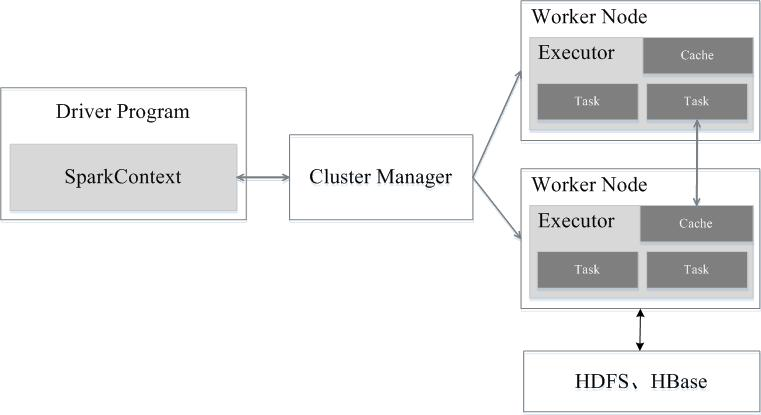 Driver Program
SparkContext
Cluster Manager
Worker Node
Executor
Cache
Task
Task
Worker Node
Executor
Cache
Task
Task
HDFS、HBase